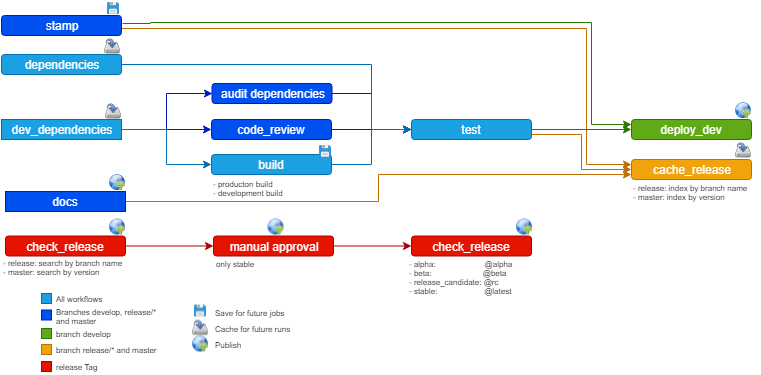 stamp
dependencies
audit dependencies
dev_dependencies
code_review
test
deploy_dev
build
cache_release
- producton build
- development build
- release: index by branch name
- master: index by version
docs
check_release
manual approval
check_release
- release: search by branch name
- master: search by version
only stable
- alpha: @alpha
- beta: @beta
- release_candidate: @rc
- stable: @latest
All workflows
Branches develop, release/*
and master
branch develop
branch release/* and master
release Tag
Save for future jobs
Cache for future runs
Publish